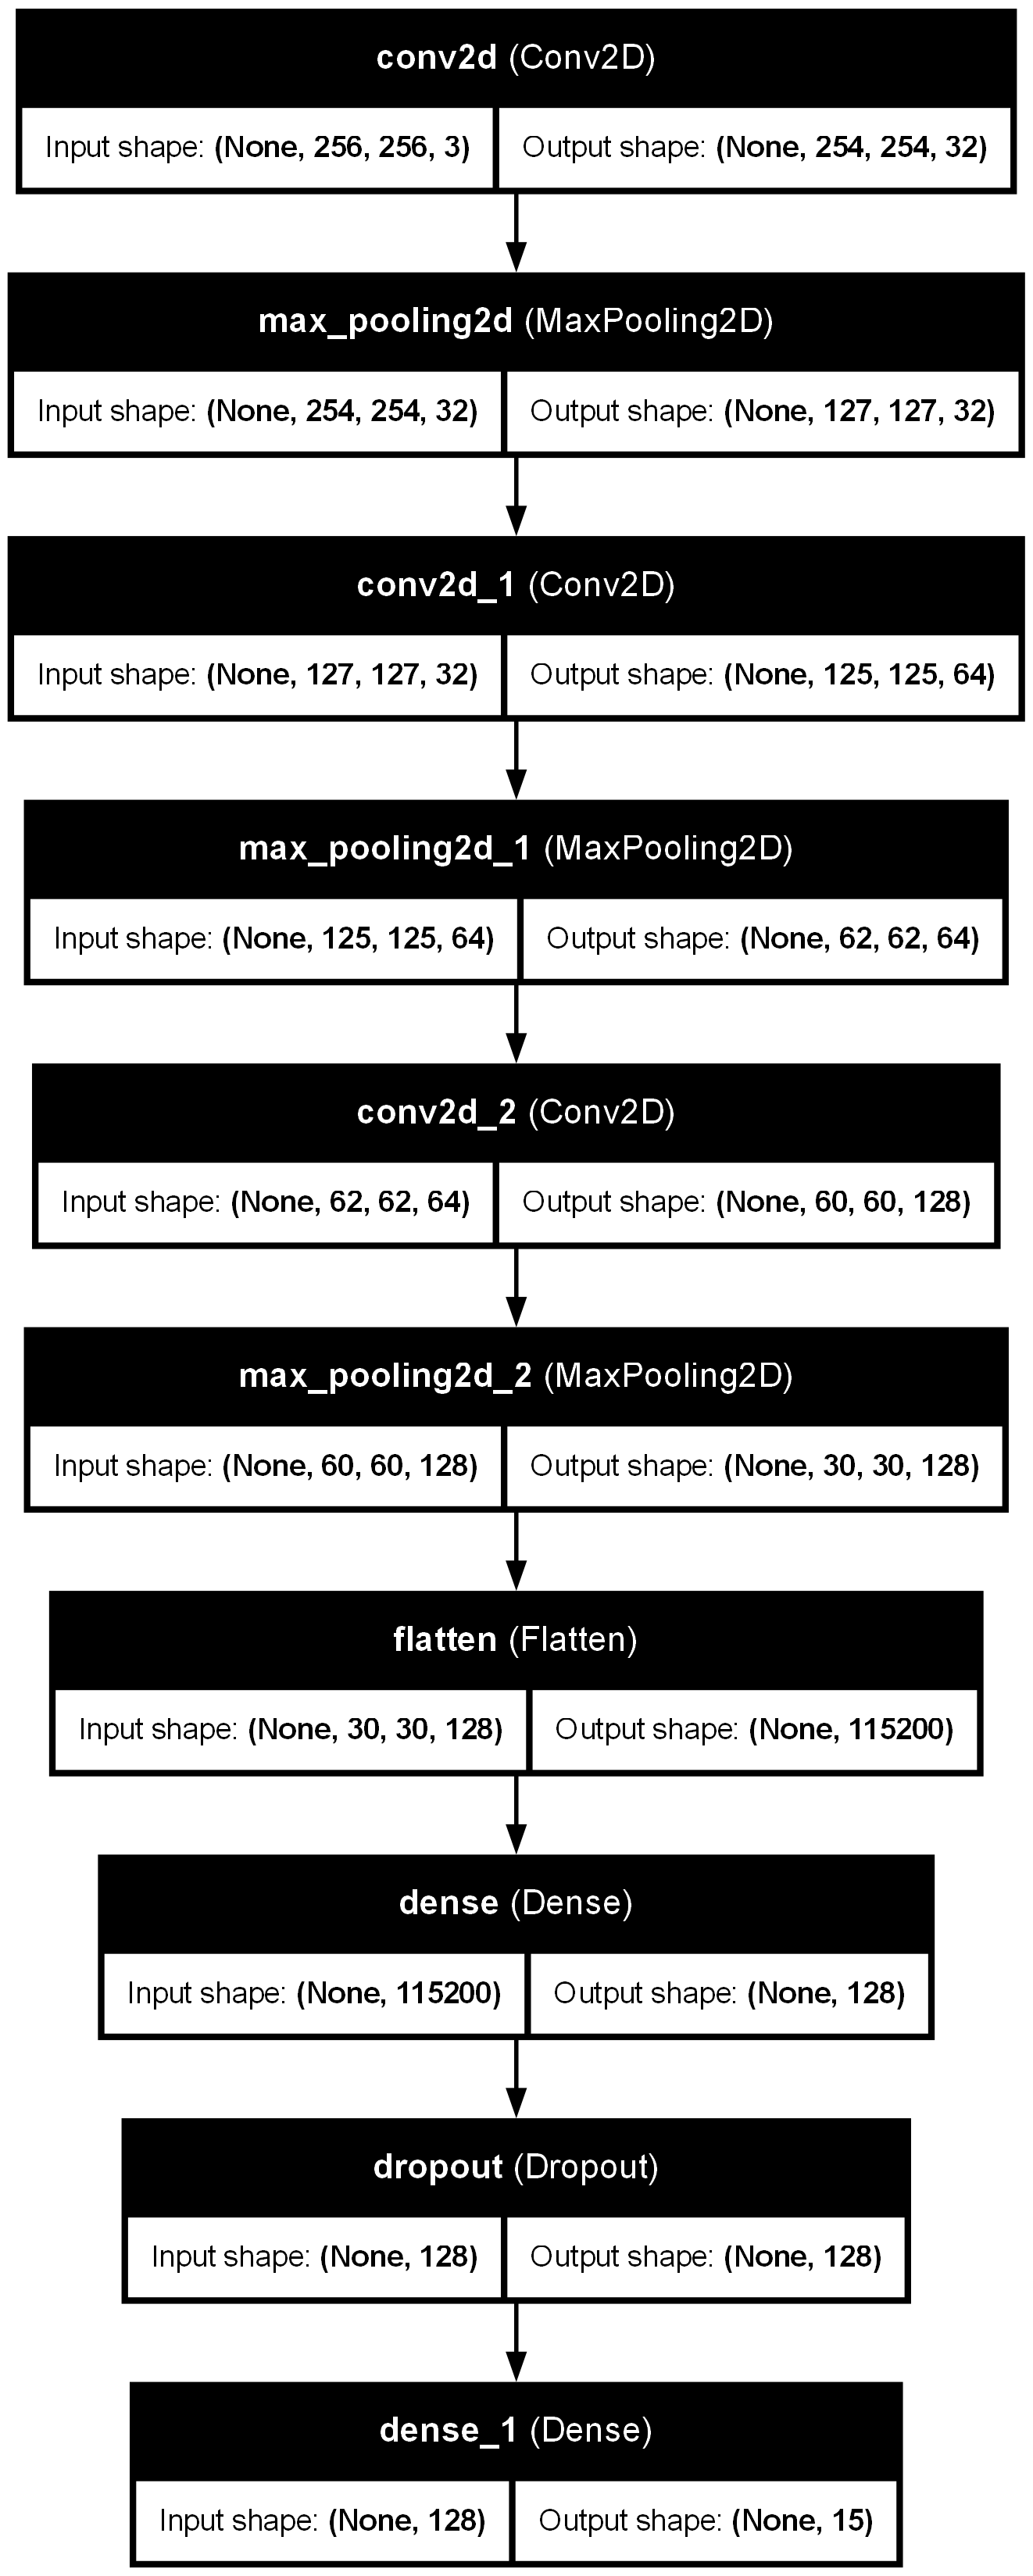 conv2d (Conv2D)
Input shape: (None, 256, 256, 3) Output shape: (None, 254, 254, 32)
max_pooling2d (MaxPooling2D)
Input shape: (None, 254, 254, 32) Output shape: (None, 127, 127, 32)
conv2d_1 (Conv2D)
Input shape: (None, 127, 127, 32) Output shape: (None, 125, 125, 64)
max_pooling2d_1 (MaxPooling2D)
Input shape: (None, 125, 125, 64) Output shape: (None, 62, 62, 64)
conv2d_2 (Conv2D)
Input shape: (None, 62, 62, 64) Output shape: (None, 60, 60, 128)
max_pooling2d_2 (MaxPooling2D)
Input shape: (None, 60, 60, 128) Output shape: (None, 30, 30, 128)
flatten (Flatten)
Input shape: (None, 30, 30, 128) Output shape: (None, 115200)
dense (Dense)
Input shape: (None, 115200) Output shape: (None, 128)
dropout (Dropout)
Input shape: (None, 128) Output shape: (None, 128)
dense_1 (Dense)
Input shape: (None, 128) Output shape: (None, 15)